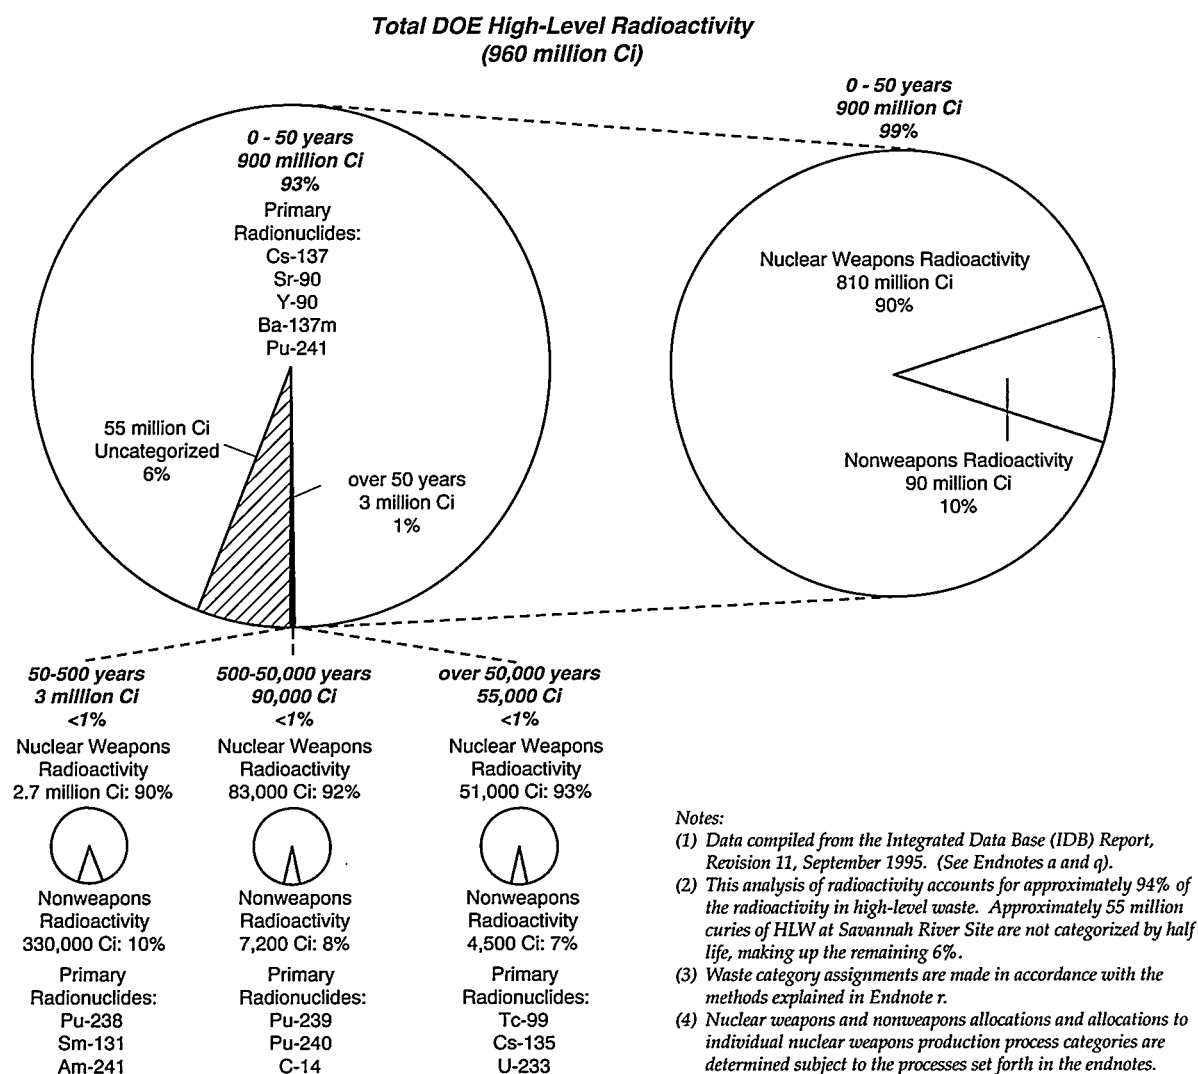 Total DOE High-Level Radioactivity
(960 million Ci)
0 - 50 years
900 million Ci
93%
Primary
Radionuclides:
Cs-137
Sr-90
Y-90
Ba-137m
Pu-241
55 million Ci
Uncategorized
6%
over 50 years
3 million Ci
1%
0 - 50 years
900 million Ci
99%
Nuclear Weapons Radioactivity
810 million Ci
90%
Nonweapons Radioactivity
90 million Ci
10%
50-500 years
3 million Ci
<1%
Nuclear Weapons
Radioactivity
2.7 million Ci: 90%
Nonweapons
Radioactivity
330,000 Ci: 10%
Primary
Radionuclides:
Pu-238
Sm-131
Am-241
500-50,000 years
90,000 Ci
<1%
Nuclear Weapons
Radioactivity
83,000 Ci: 92%
Nonweapons
Radioactivity
7,200 Ci: 8%
Primary
Radionuclides:
Pu-239
Pu-240
C-14
over 50,000 years
55,000 Ci
<1%
Nuclear Weapons
Radioactivity
51,000 Ci: 93%
Nonweapons
Radioactivity
4,500 Ci: 7%
Primary
Radionuclides:
Tc-99
Cs-135
U-233
Notes:
(1) Data compiled from the Integrated Data Base (IDB) Report,
Revision 11, September 1995. (See Endnotes a and q).
(2) This analysis of radioactivity accounts for approximately 94% of
the radioactivity in high-level waste. Approximately 55 million
curies of HLW at Savannah River Site are not categorized by half
life, making up the remaining 6%.
(3) Waste category assignments are made in accordance with the
methods explained in Endnote r.
(4) Nuclear weapons and nonweapons allocations and allocations to
individual nuclear weapons production process categories are
determined subject to the processes set forth in the endnotes.